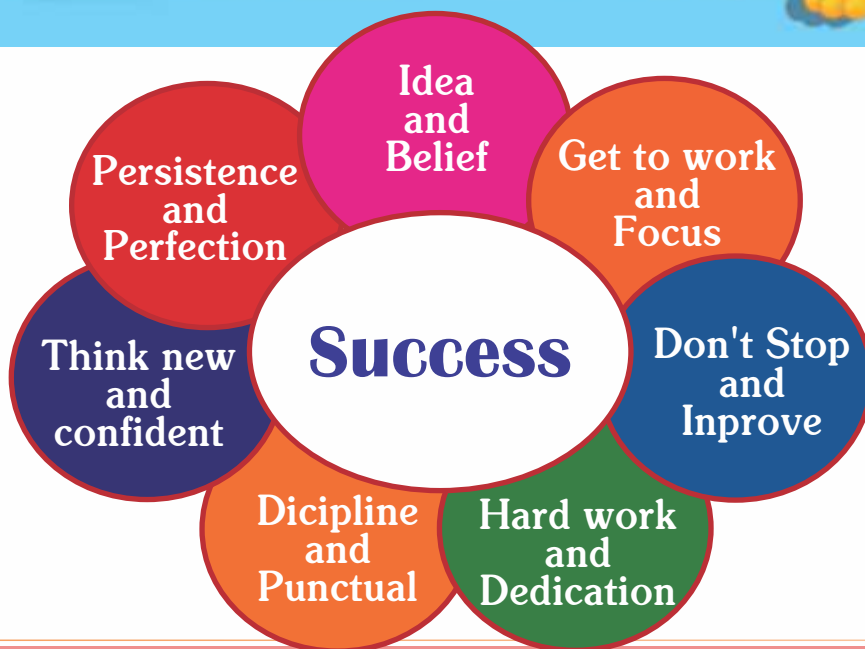 Idea
and
Belief
Get to work
and
Focus
Don't Stop
and
Inprove
Hard work
and
Dedication
Dicipline
and
Punctual
Think new
and
confident
Persistence
and
Perfection
Success